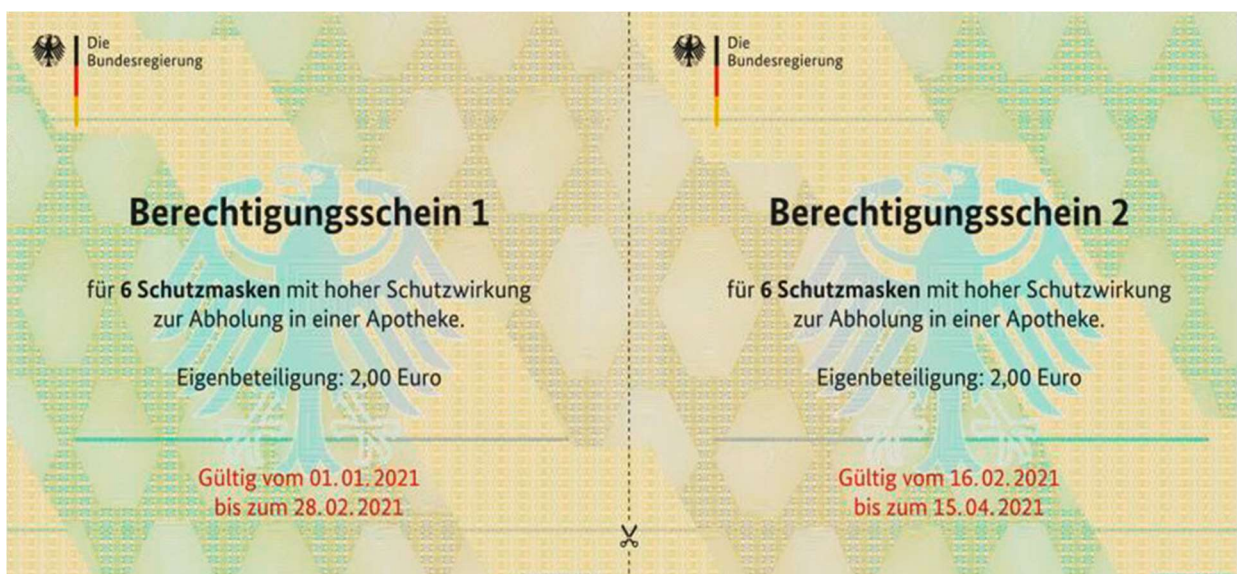 Die
Bundesregierung
Berechtigungsschein 1
für 6 Schutzmasken mit hoher Schutzwirkung
zur Abholung in einer Apotheke.
Eigenbeteiligung: 2,00 Euro
Gültig vom 01.01.2021
bis zum 28.02.2021
Die
Bundesregierung
Berechtigungsschein 2
für 6 Schutzmasken mit hoher Schutzwirkung
zur Abholung in einer Apotheke.
Eigenbeteiligung: 2,00 Euro
Gültig vom 16.02.2021
bis zum 15.04.2021